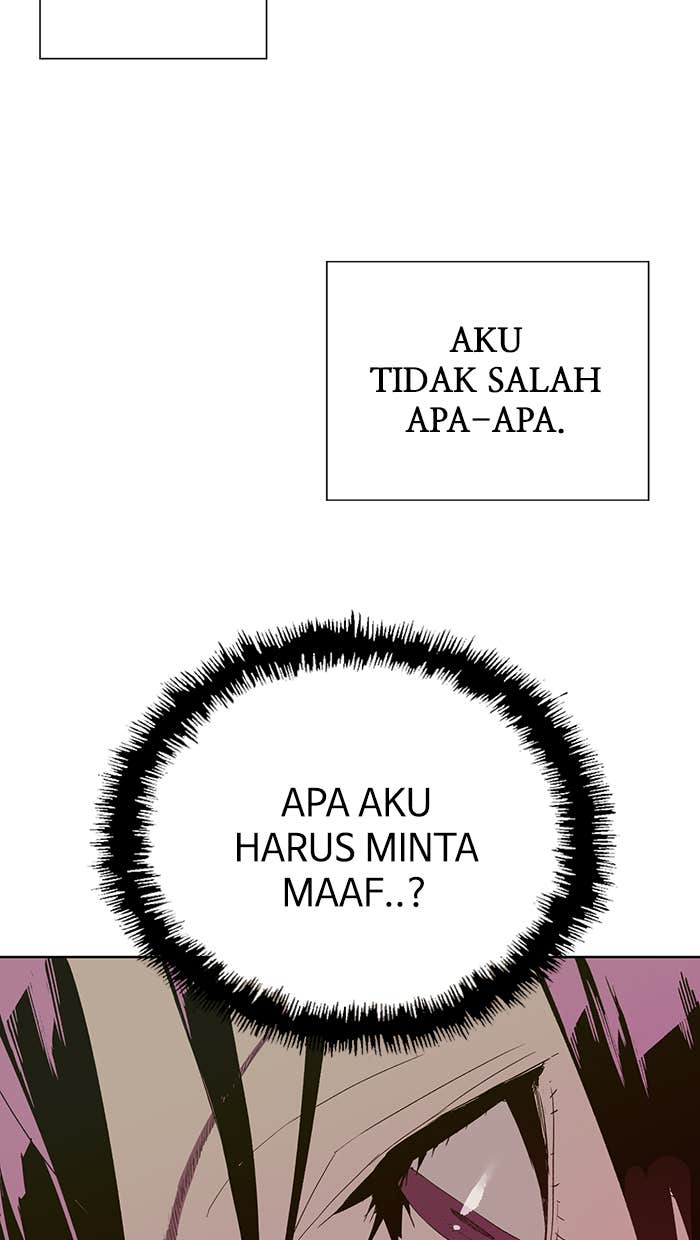 AKU
TIDAK SALAH
APA-APA.
APA AKU
HARUS MINTA
MAAF..?